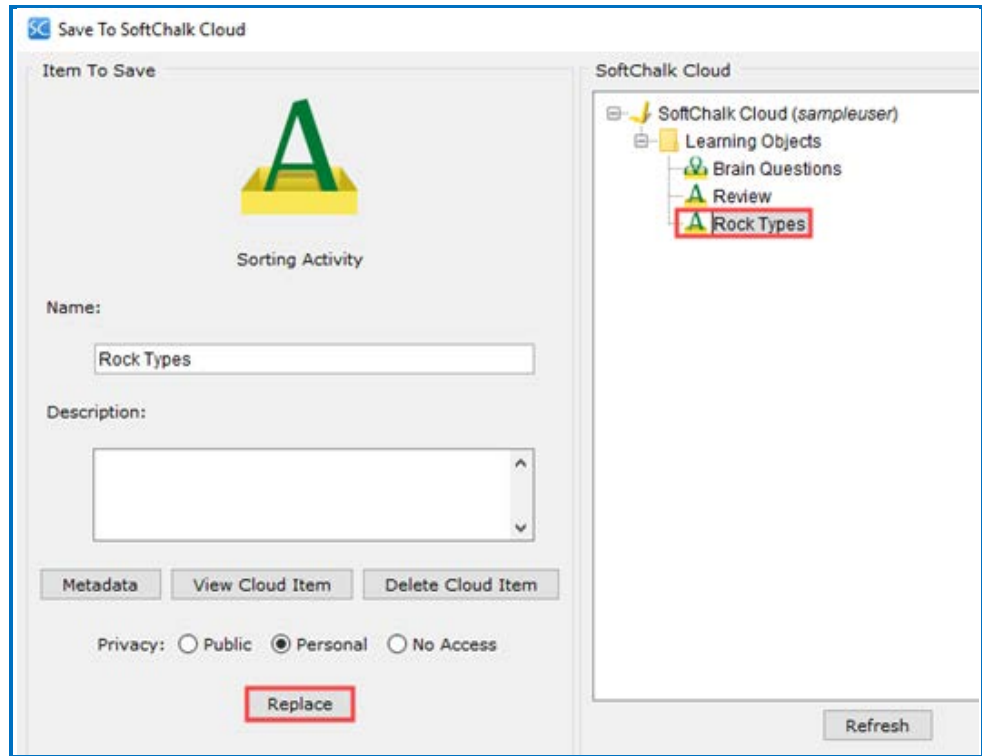 SC Save To SoftChalk Cloud
Item To Save
A
Sorting Activity
Name:
Rock Types
Description:
Metadata View Cloud Item Delete Cloud Item
Privacy: Public Personal No Access
Replace
SoftChalk Cloud
SoftChalk Cloud (sampleuser)
Learning Objects
Brain Questions
A Review
A Rock Types
Refresh